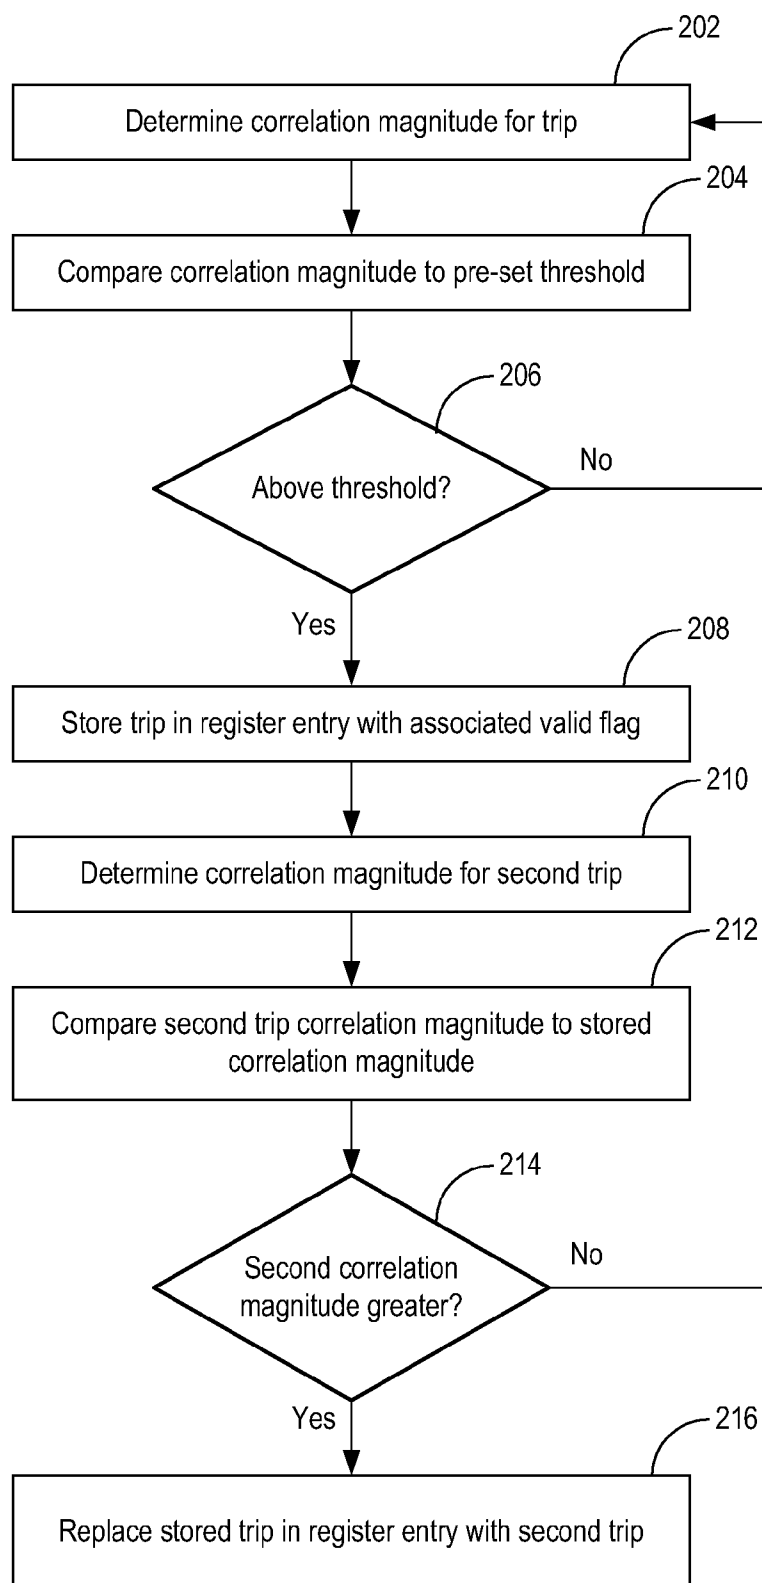 202
Determine correlation magnitude for trip
204
Compare correlation magnitude to pre-set threshold
206
Above threshold?
No
Yes
208
Store trip in register entry with associated valid flag
210
Determine correlation magnitude for second trip
212
Compare second trip correlation magnitude to stored
correlation magnitude
214
Second correlation
magnitude greater?
No
Yes
216
Replace stored trip in register entry with second trip